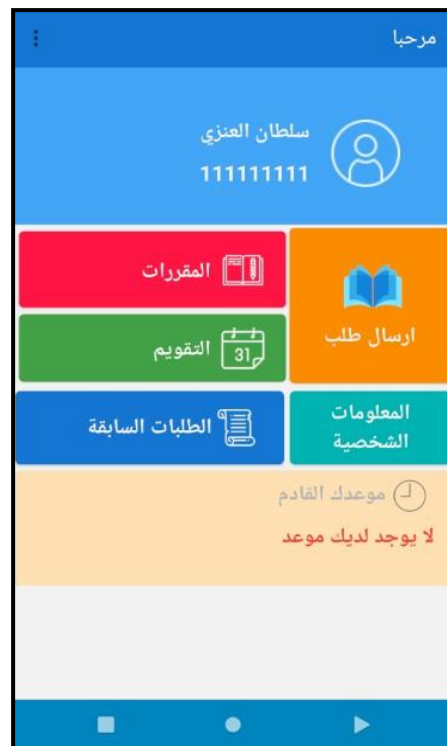 مرحبا
سلطان العنزي
111111111
ارسال طلب
المقررات
التقويم
31
المعلومات
الشخصية
الطلبات السابقة
موعدك القادم
لا يوجد لديك موعد